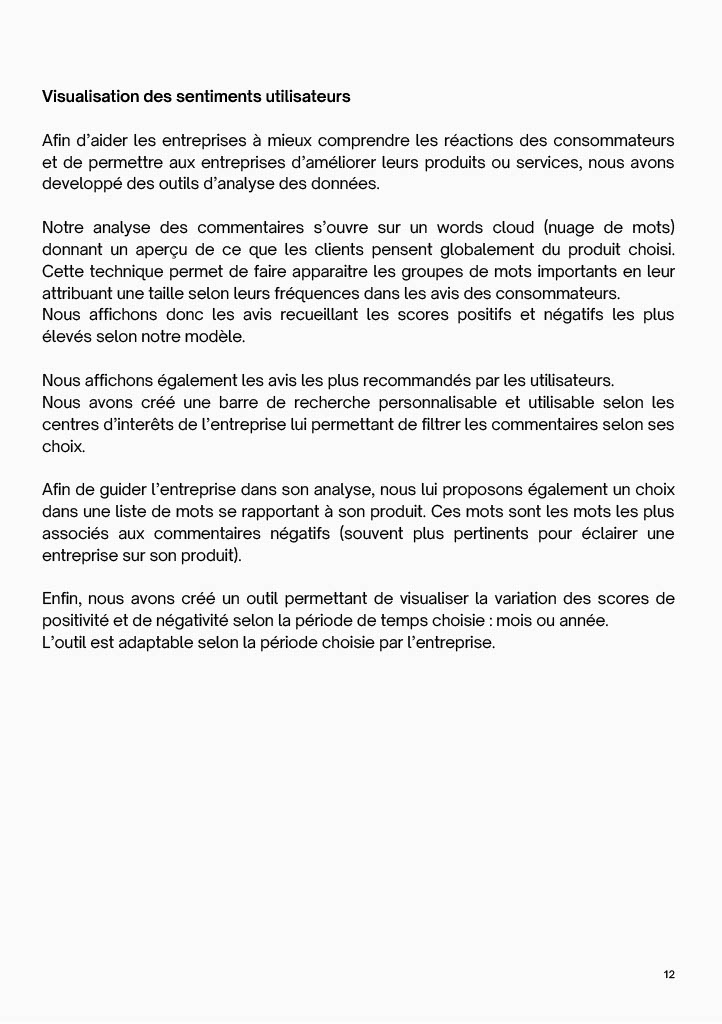 Visualisation des sentiments utilisateurs
Afin d’aider les entreprises à mieux comprendre les réactions des consommateurs
et de permettre aux entreprises d’améliorer leurs produits ou services, nous avons
developpé des outils d’analyse des données.
Notre analyse des commentaires s’ouvre sur un words cloud (nuage de mots)
donnant un aperçu de ce que les clients pensent globalement du produit choisi.
Cette technique permet de faire apparaitre les groupes de mots importants en leur
attribuant une taille selon leurs fréquences dans les avis des consommateurs.
Nous affichons donc les avis recueillant les scores positifs et négatifs les plus
élevés selon notre modèle.
Nous affichons également les avis les plus recommandés par les utilisateurs.
Nous avons créé une barre de recherche personnalisable et utilisable selon les
centres d’interêts de l’entreprise lui permettant de filtrer les commentaires selon ses
choix.
Afin de guider l’entreprise dans son analyse, nous lui proposons également un choix
dans une liste de mots se rapportant à son produit. Ces mots sont les mots les plus
associés aux commentaires négatifs (souvent plus pertinents pour éclairer une
entreprise sur son produit).
Enfin, nous avons créé un outil permettant de visualiser la variation des scores de
positivité et de négativité selon la période de temps choisie : mois ou année.
L’outil est adaptable selon la période choisie par l’entreprise.
12